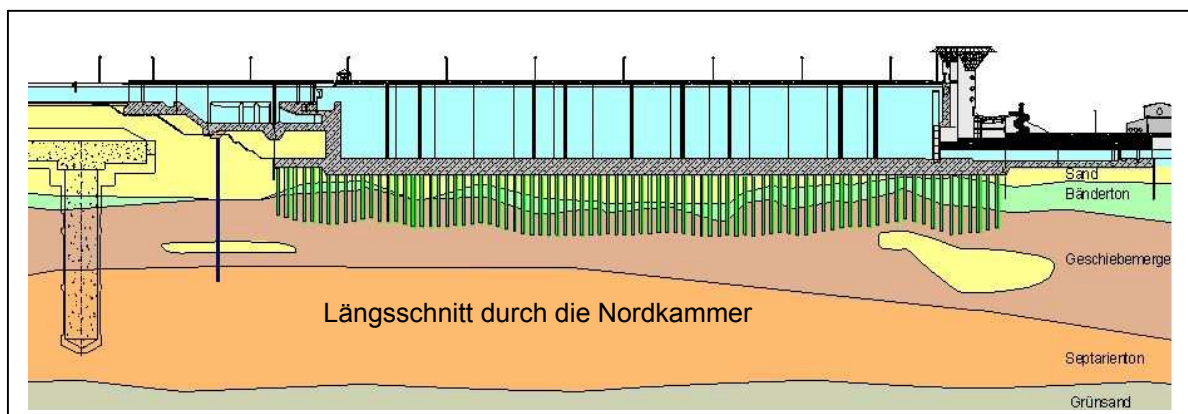 Sand
Bänderton
Geschiebemerge
Längsschnitt durch die Nordkammer
Septarienton
Grünsand